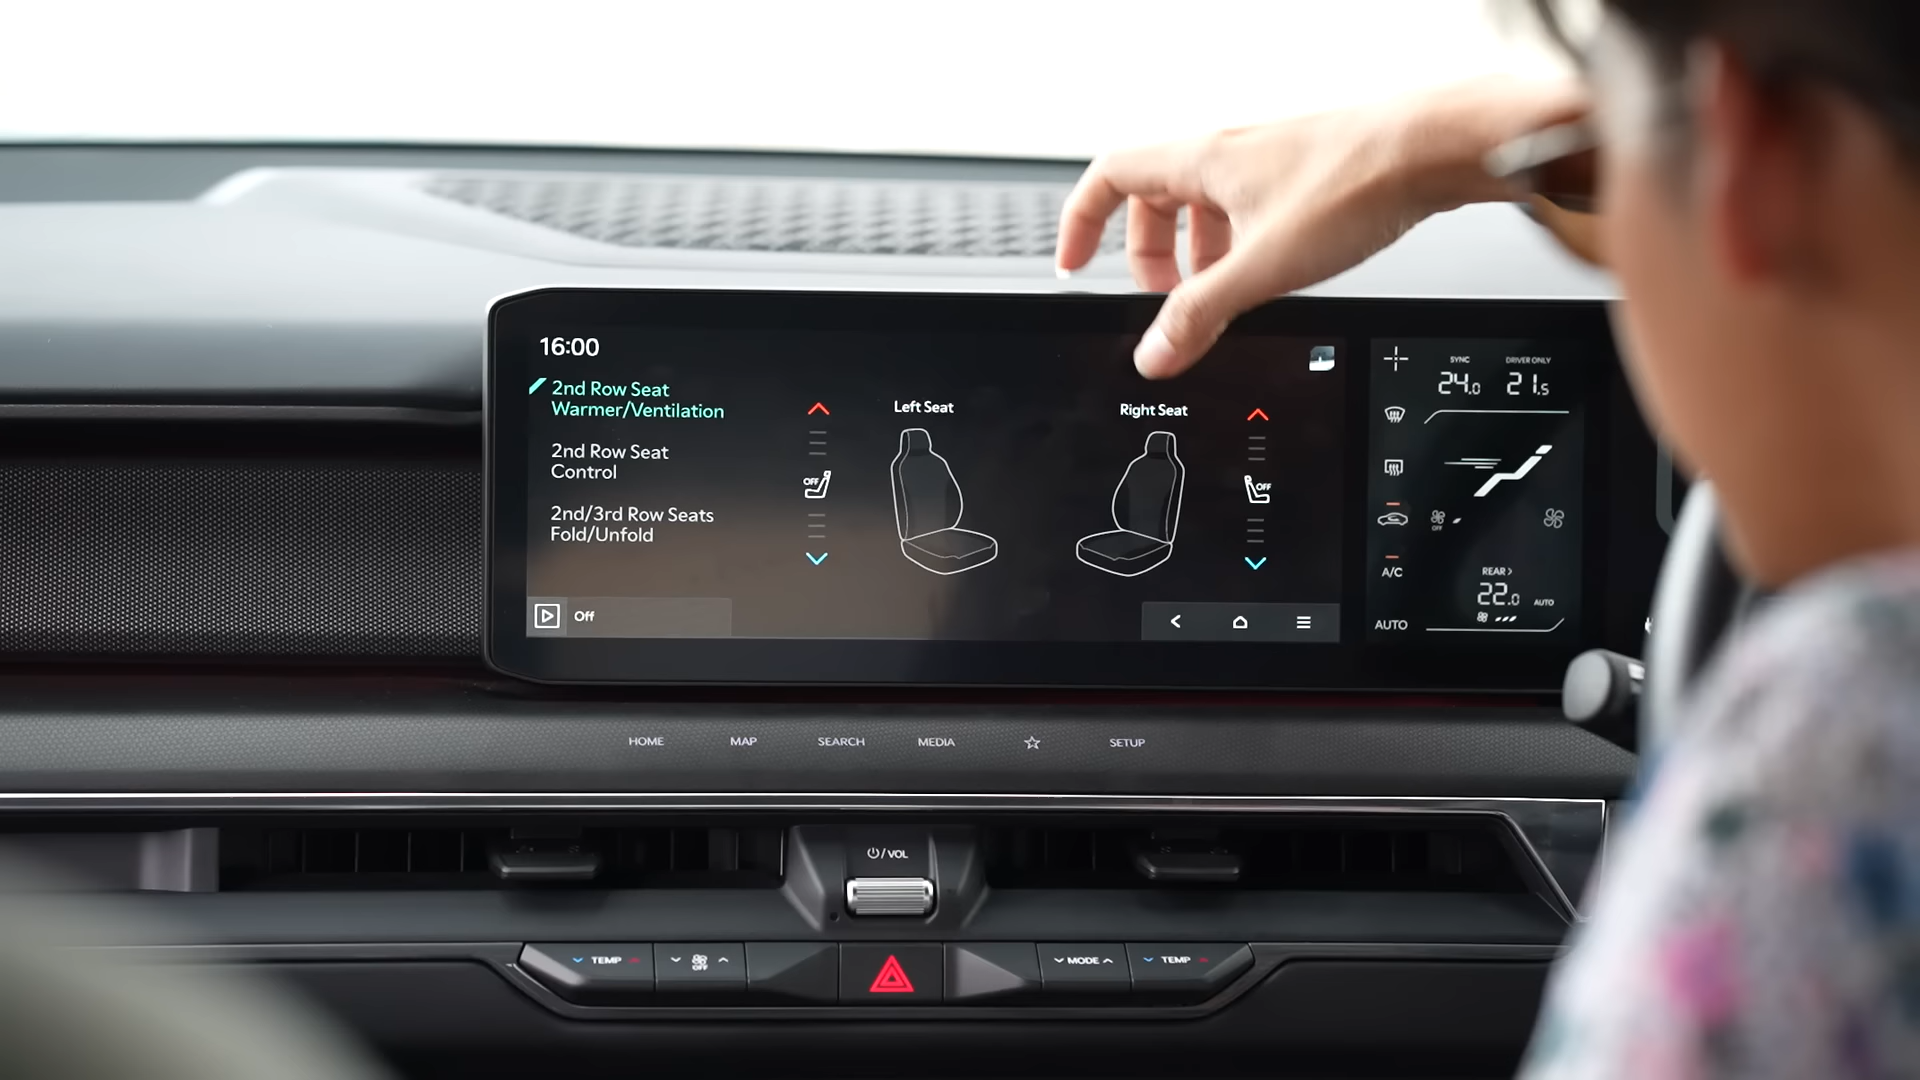 16:00
2nd Row Seat
Warmer/Ventilation
2nd Row Seat
Control
2nd/3rd Row Seats
Fold/Unfold
Off
Left Seat
Right Seat
OFF
OFF
SYNC
DRIVER ONLY
24.0
21.5
OFF
A/C
REAR >
22.0
AUTO
AUTO
HOME
MAP
SEARCH
MEDIA
SETUP
/ VOL
TEMP
OFF
MODE
TEMP